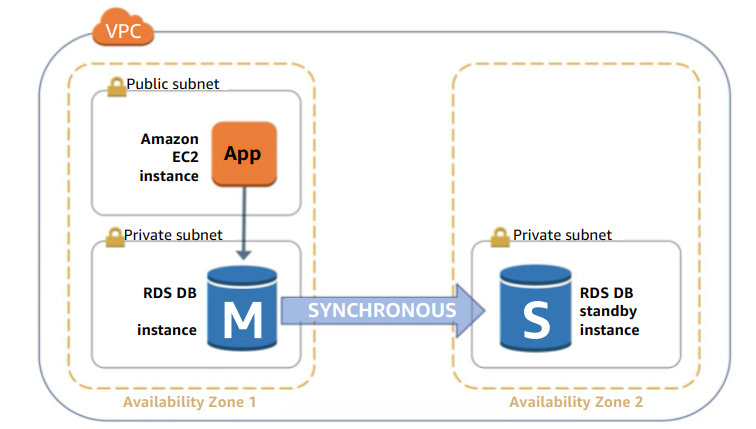 VPC
Public subnet
Amazon
EC2
instance
App
Private subnet
RDS DB
instance
M
SYNCHRONOUS
Private subnet
S
RDS DB
standby
instance
Availability Zone 1
Availability Zone 2